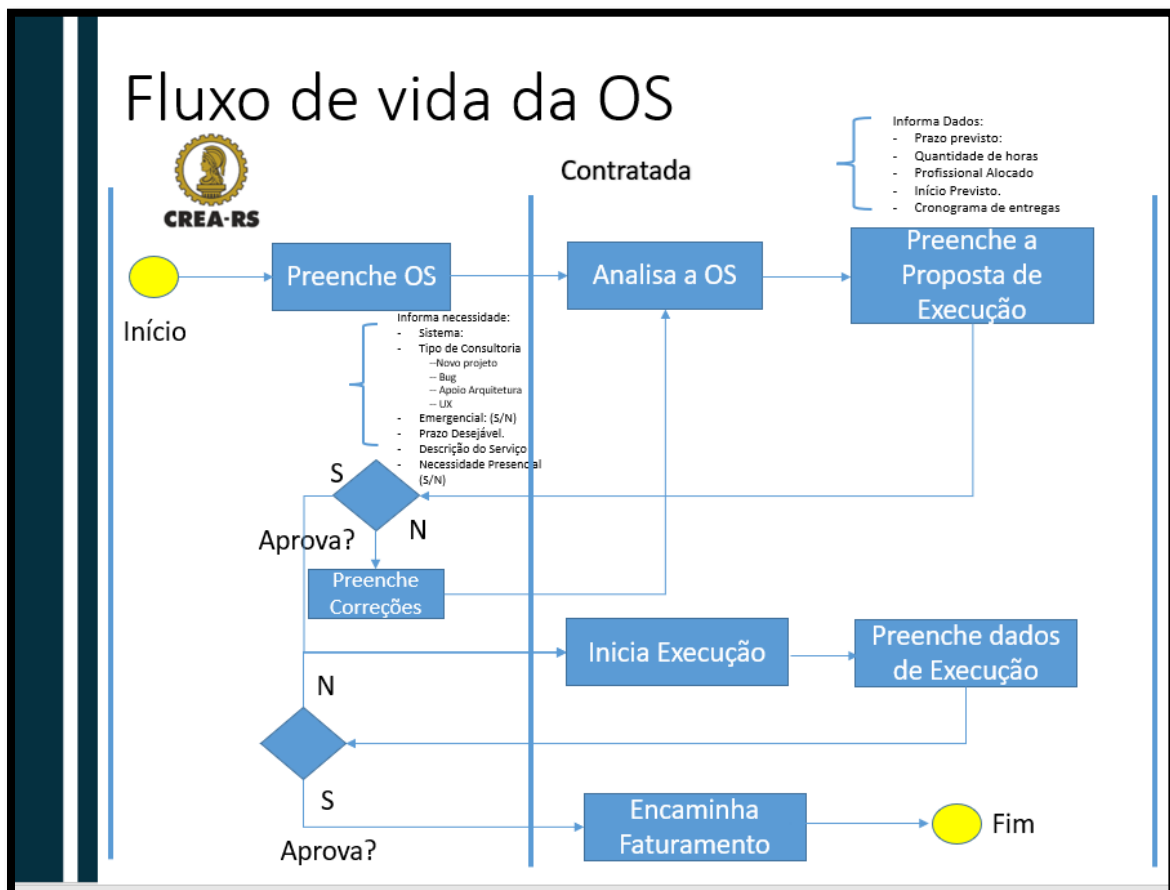 Fluxo de vida da OS
CREA-RS
Contratada
Informa Dados:
- Prazo previsto:
- Quantidade de horas
- Profissional Alocado
- Início Previsto.
- Cronograma de entregas
Início
Preenche OS
Analisa a OS
Preenche a
Proposta de
Execução
Informa necessidade:
- Sistema:
- Tipo de Consultoria
–Novo projeto
– Bug
– Apoio Arquitetura
– UX
- Emergencial: (S/N)
- Prazo Desejável.
- Descrição do Serviço
- Necessidade Presencial
(S/N)
S
N
Aprova?
Preenche
Correções
Inicia Execução
Preenche dados
de Execução
N
S
Aprova?
Encaminha
Faturamento
Fim